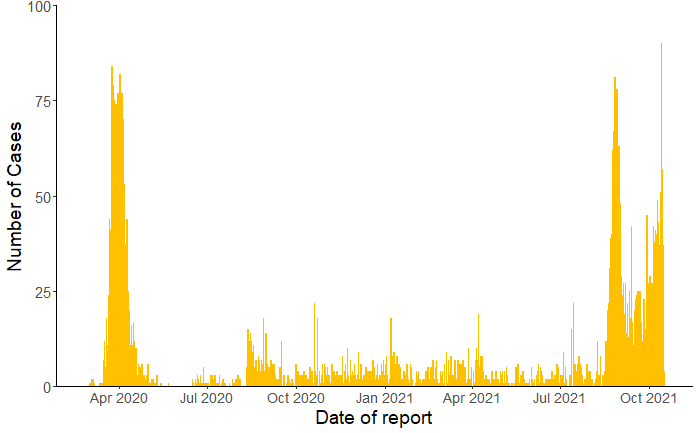 100
75
50
25
0
Number of Cases
Apr 2020 Jul 2020 Oct 2020 Jan 2021 Apr 2021 Jul 2021 Oct 2021
Date of report